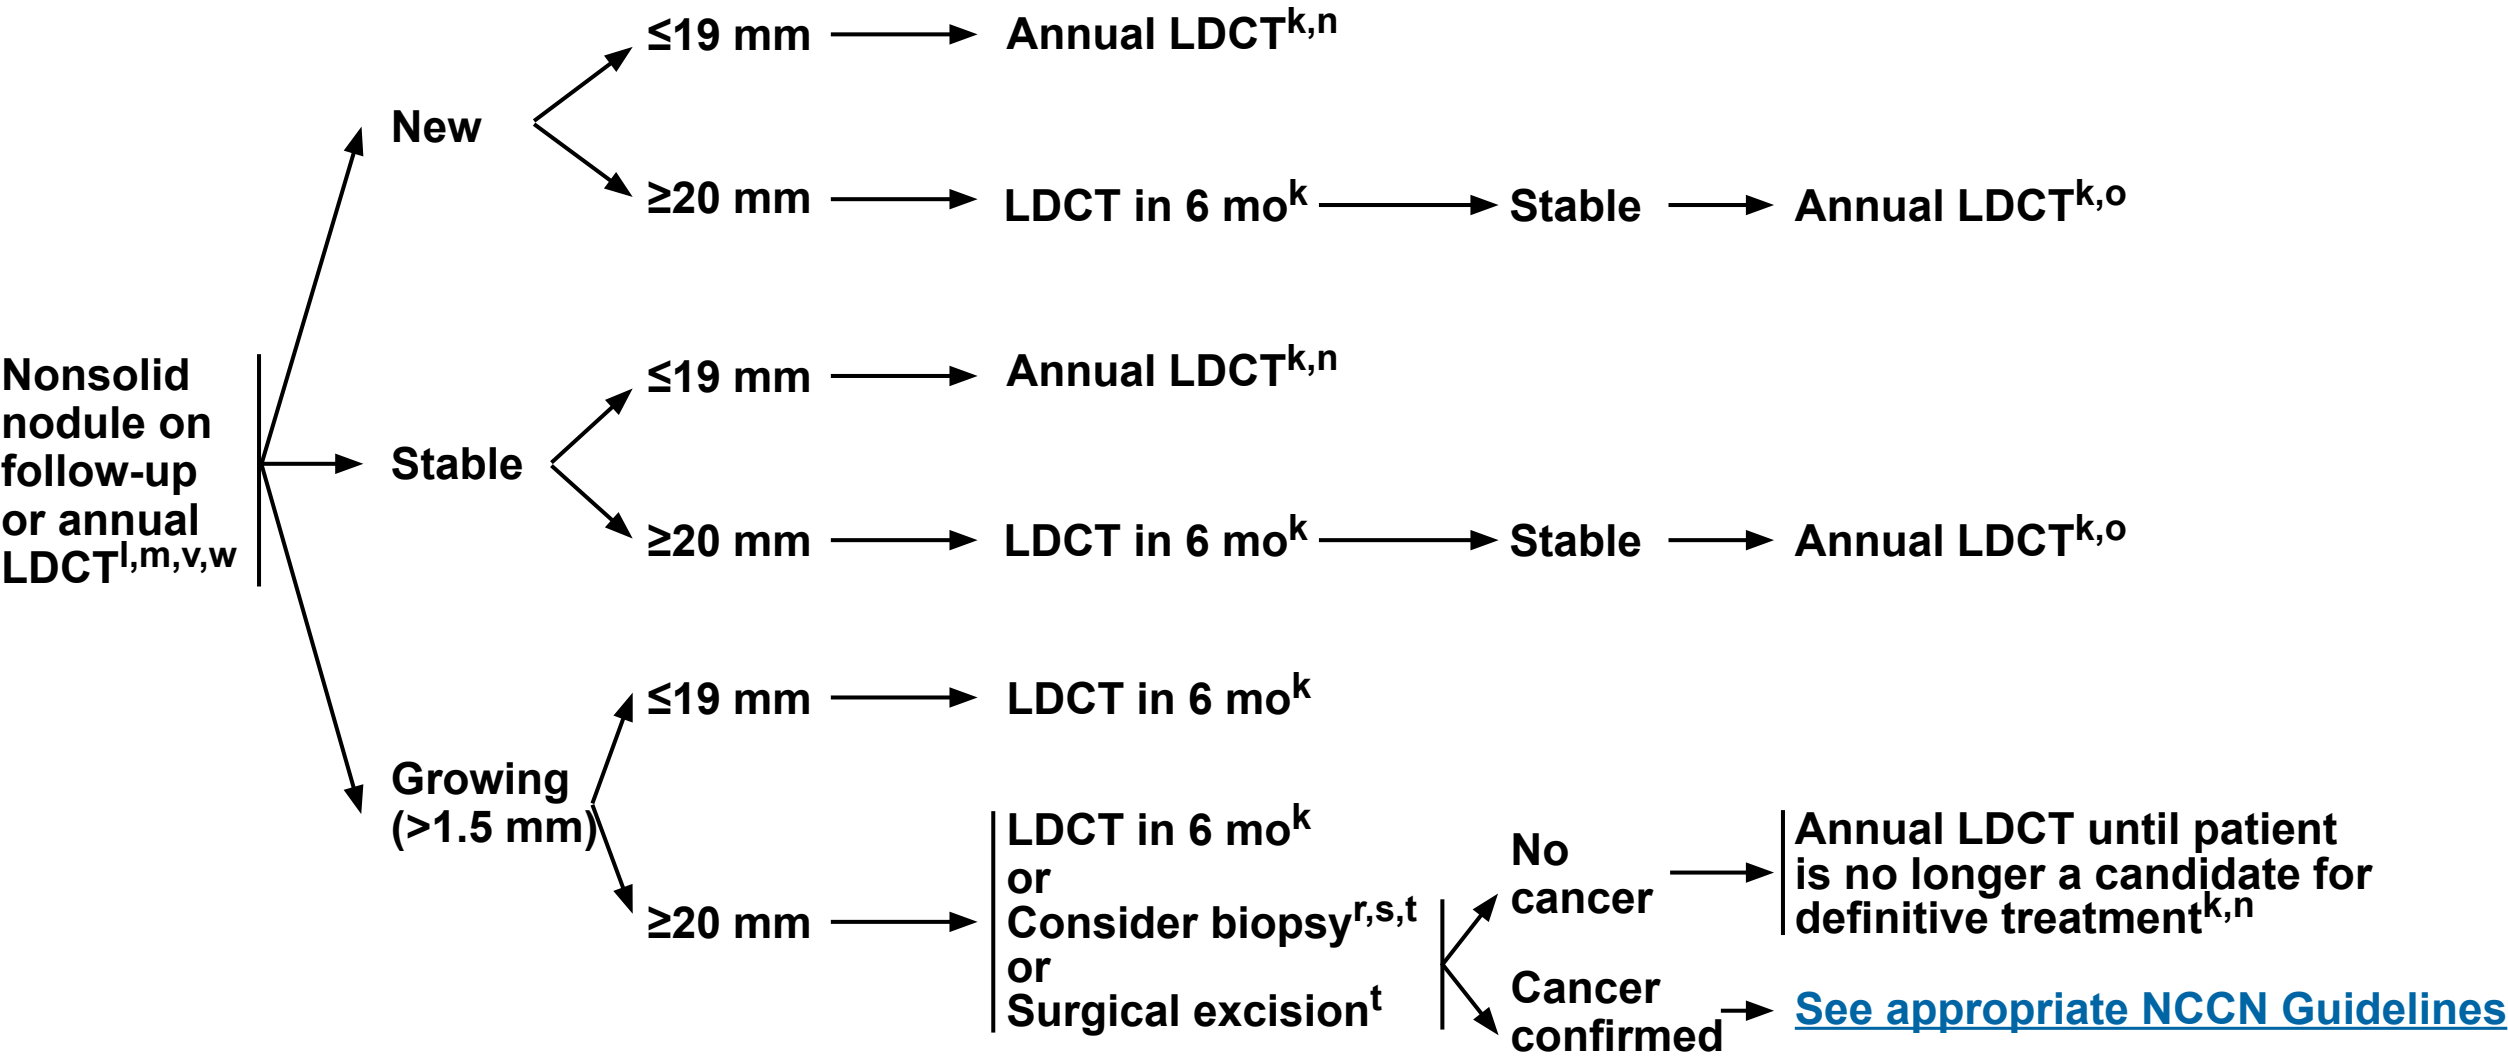 ≤19 mm
Annual LDCTk,n
New
≥20 mm
LDCT in 6 mok
Stable
Annual LDCTk,o
Nonsolid
nodule on
follow-up
or annual
LDCTl,m,v,w
≤19 mm
Annual LDCTk,n
Stable
≥20 mm
LDCT in 6 mok
Stable
Annual LDCTk,o
≤19 mm
LDCT in 6 mok
Growing
(>1.5 mm)
≥20 mm
LDCT in 6 mok
or
Consider biopsyr,s,t
or
Surgical excisiont
No
cancer
Annual LDCT until patient
is no longer a candidate for
definitive treatmentk,n
Cancer
confirmed
See appropriate NCCN Guidelines